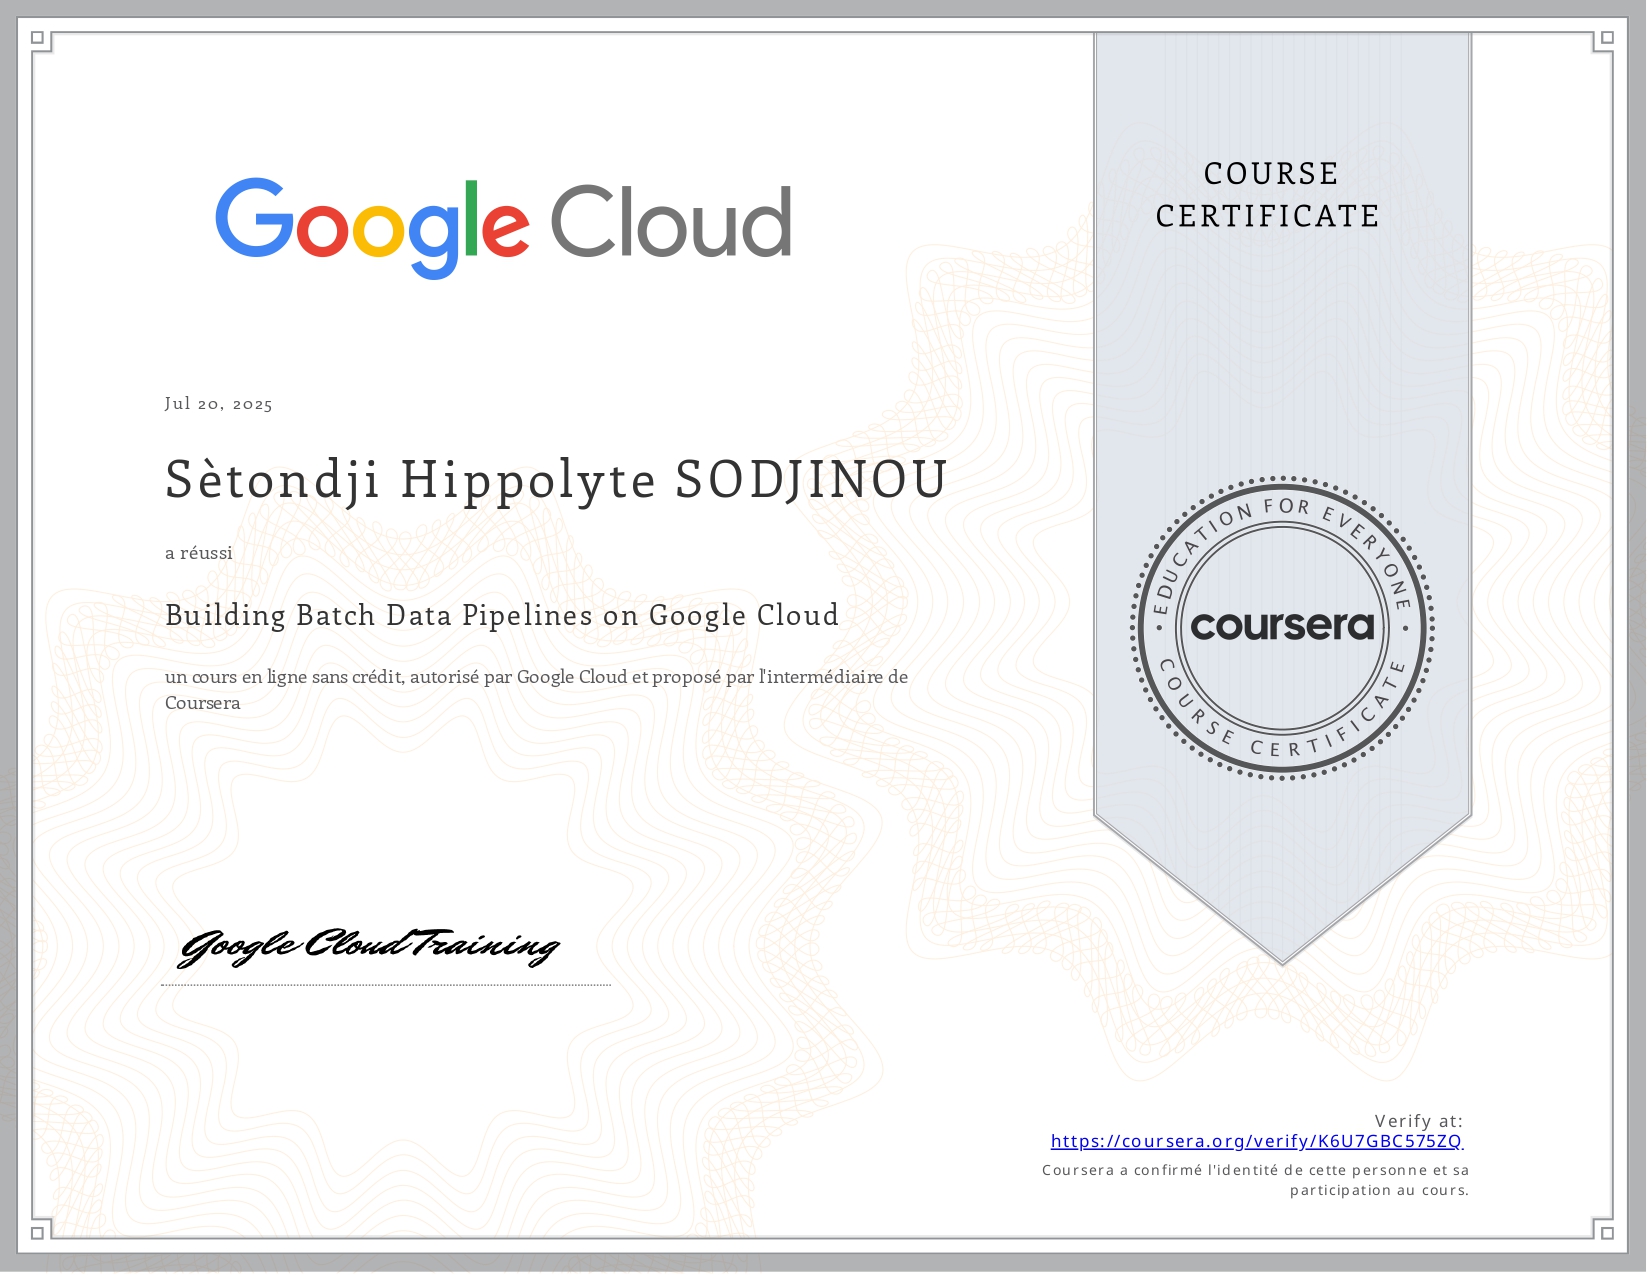 Google Cloud
COURSE
CERTIFICATE
Jul 20, 2025
Sètondji Hippolyte SODJINOU
a réussi
Building Batch Data Pipelines on Google Cloud
un cours en ligne sans crédit, autorisé par Google Cloud et proposé par l'intermédiaire de
Coursera
EDUCATION FOR EVERYONE
coursera
COURSE CERTIFICATE
Google Cloud Training
Verify at:
https://coursera.org/verify/K6U7GBC575ZQ
Coursera a confirmé l'identité de cette personne et sa
participation au cours.